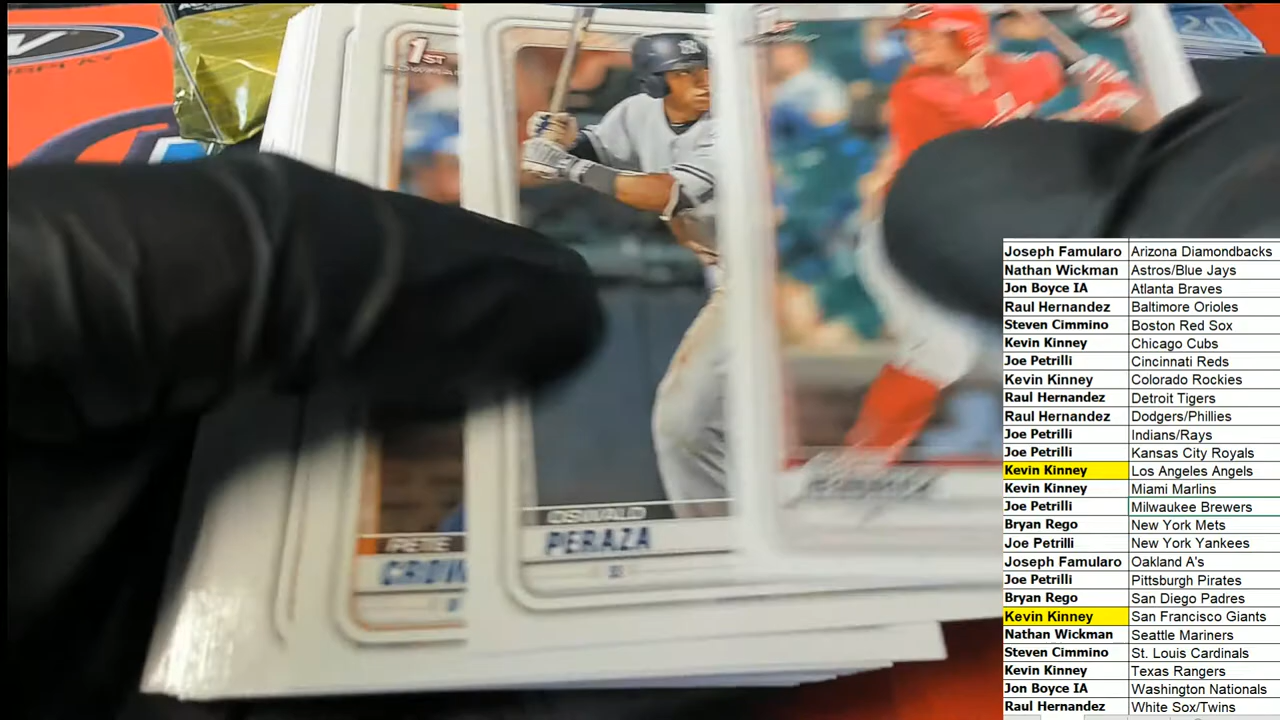 1ST
OSWALD
PERAZA
PETE
CROW
Joseph Famularo Arizona Diamondbacks
Nathan Wickman Astros/Blue Jays
Jon Boyce IA Atlanta Braves
Raul Hernandez Baltimore Orioles
Steven Cimmino Boston Red Sox
Kevin Kinney Chicago Cubs
Joe Petrilli Cincinnati Reds
Kevin Kinney Colorado Rockies
Raul Hernandez Detroit Tigers
Raul Hernandez Dodgers/Phillies
Joe Petrilli Indians/Rays
Joe Petrilli Kansas City Royals
Kevin Kinney Los Angeles Angels
Kevin Kinney Miami Marlins
Joe Petrilli Milwaukee Brewers
Bryan Rego New York Mets
Joe Petrilli New York Yankees
Joseph Famularo Oakland A's
Joe Petrilli Pittsburgh Pirates
Bryan Rego San Diego Padres
Kevin Kinney San Francisco Giants
Nathan Wickman Seattle Mariners
Steven Cimmino St. Louis Cardinals
Kevin Kinney Texas Rangers
Jon Boyce IA Washington Nationals
Raul Hernandez White Sox/Twins